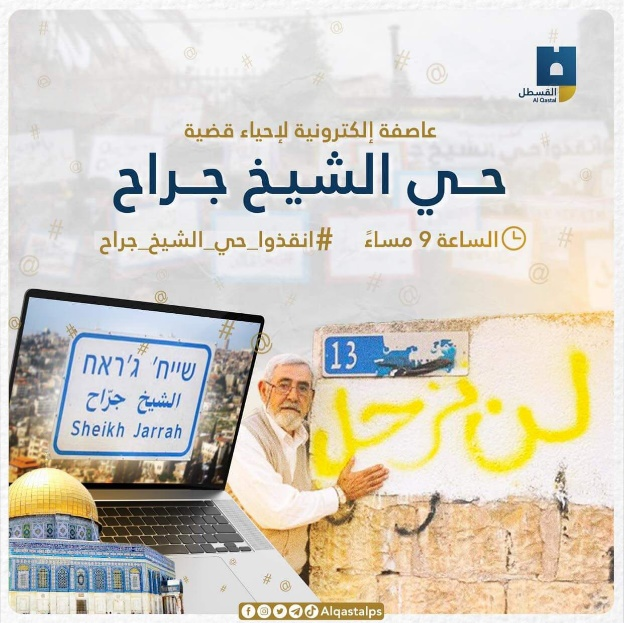 القسطل
Al Qastal
عاصفة إلكترونية لإحياء قضية
حي الشيخ جراح
الساعة 9 مساءً
#انقذوا_حي_الشيخ_جراح
שייח' ג'ראח
الشيخ جرّاح
Sheikh Jarrah
13
لن نرحل
Alqastalps